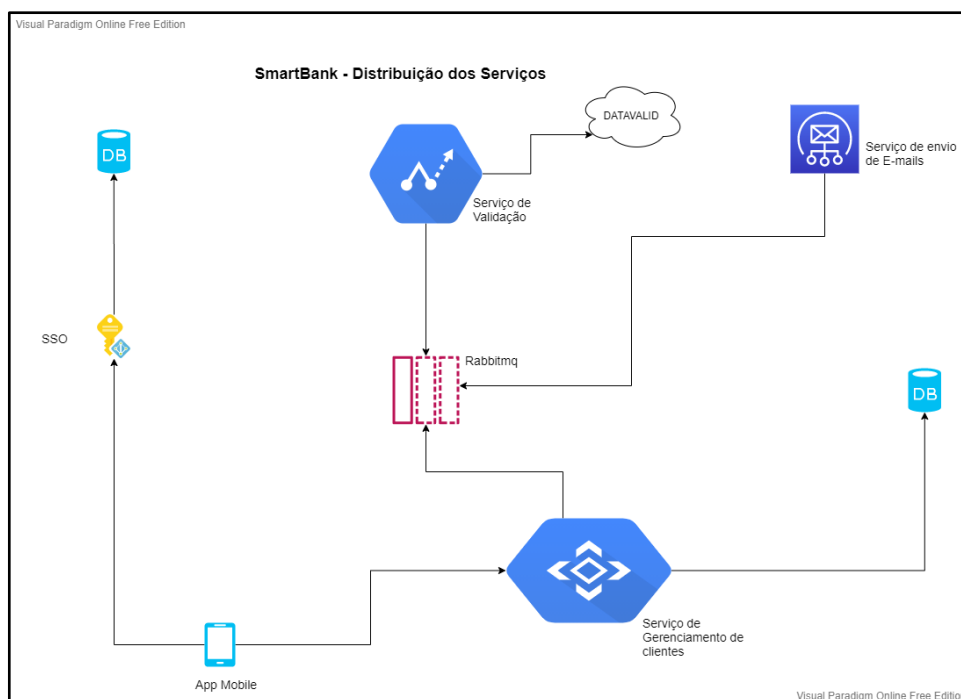 Visual Paradigm Online Free Edition
SmartBank - Distribuição dos Serviços
DATAVALID
DB
Serviço de envio
de E-mails
Serviço de
Validação
SSO
Rabbitmq
DB
Serviço de
Gerenciamento de
clientes
App Mobile
Visual Paradigm Online Free Edition